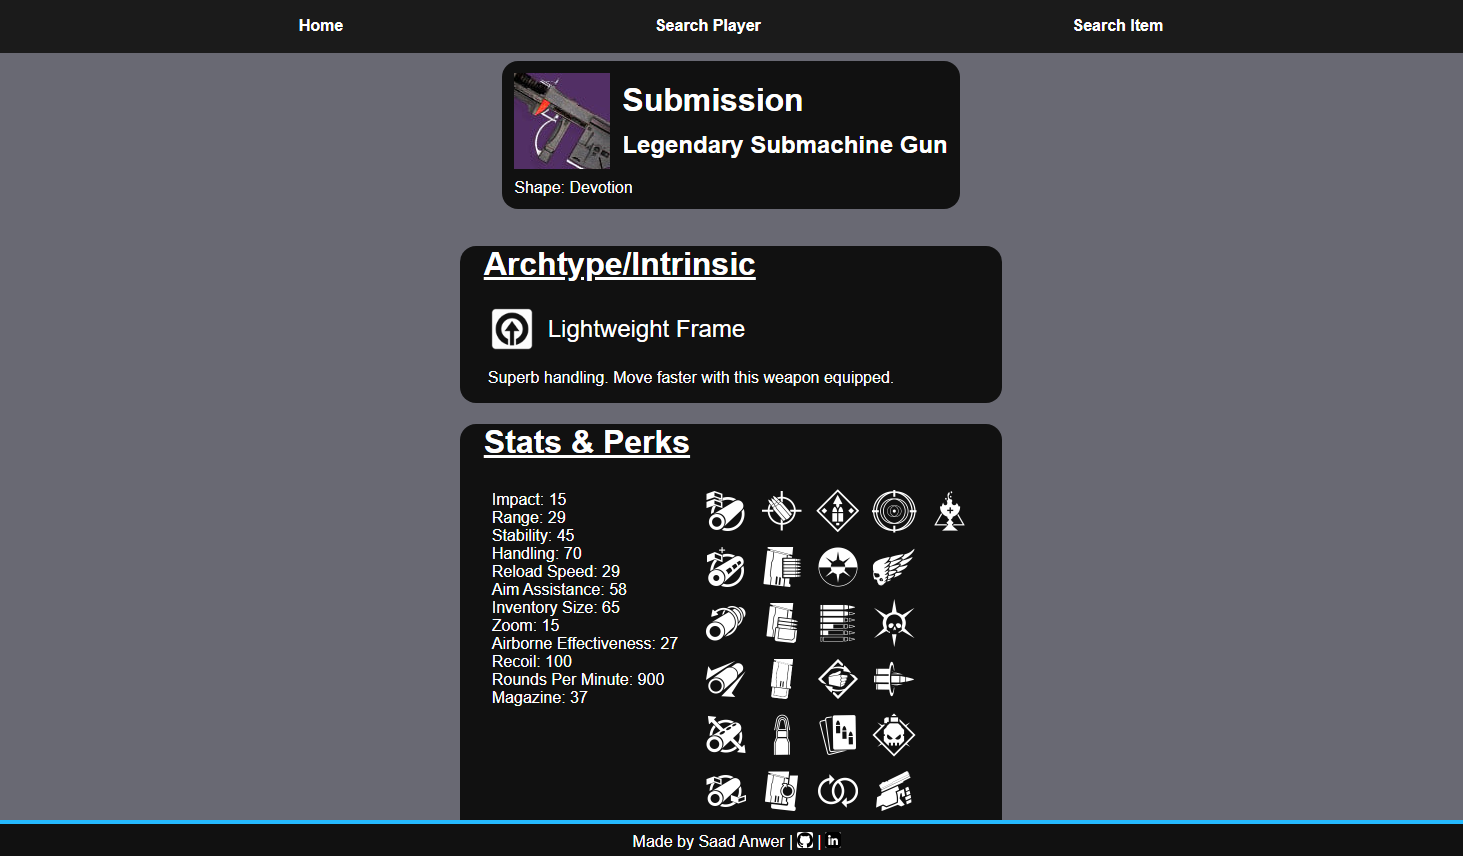 Home Search Player Search Item
Submission
Legendary Submachine Gun
Shape: Devotion
Archtype/Intrinsic
Lightweight Frame
Superb handling. Move faster with this weapon equipped.
Stats & Perks
Impact: 15
Range: 29
Stability: 45
Handling: 70
Reload Speed: 29
Aim Assistance: 58
Inventory Size: 65
Zoom: 15
Airborne Effectiveness: 27
Recoil: 100
Rounds Per Minute: 900
Magazine: 37
Made by Saad Anwer | | in